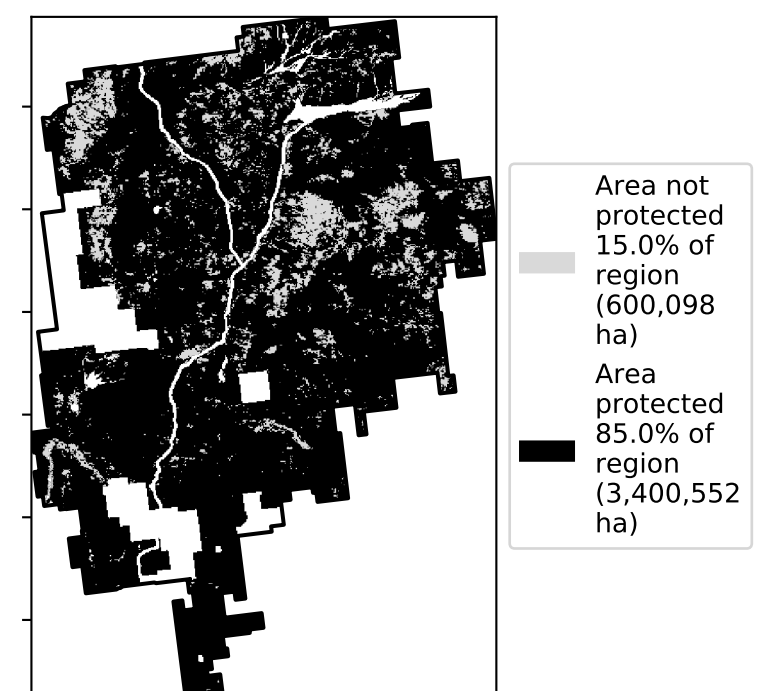 Area not
protected
15.0% of
region
(600,098
ha)
Area
protected
85.0% of
region
(3,400,552
ha)